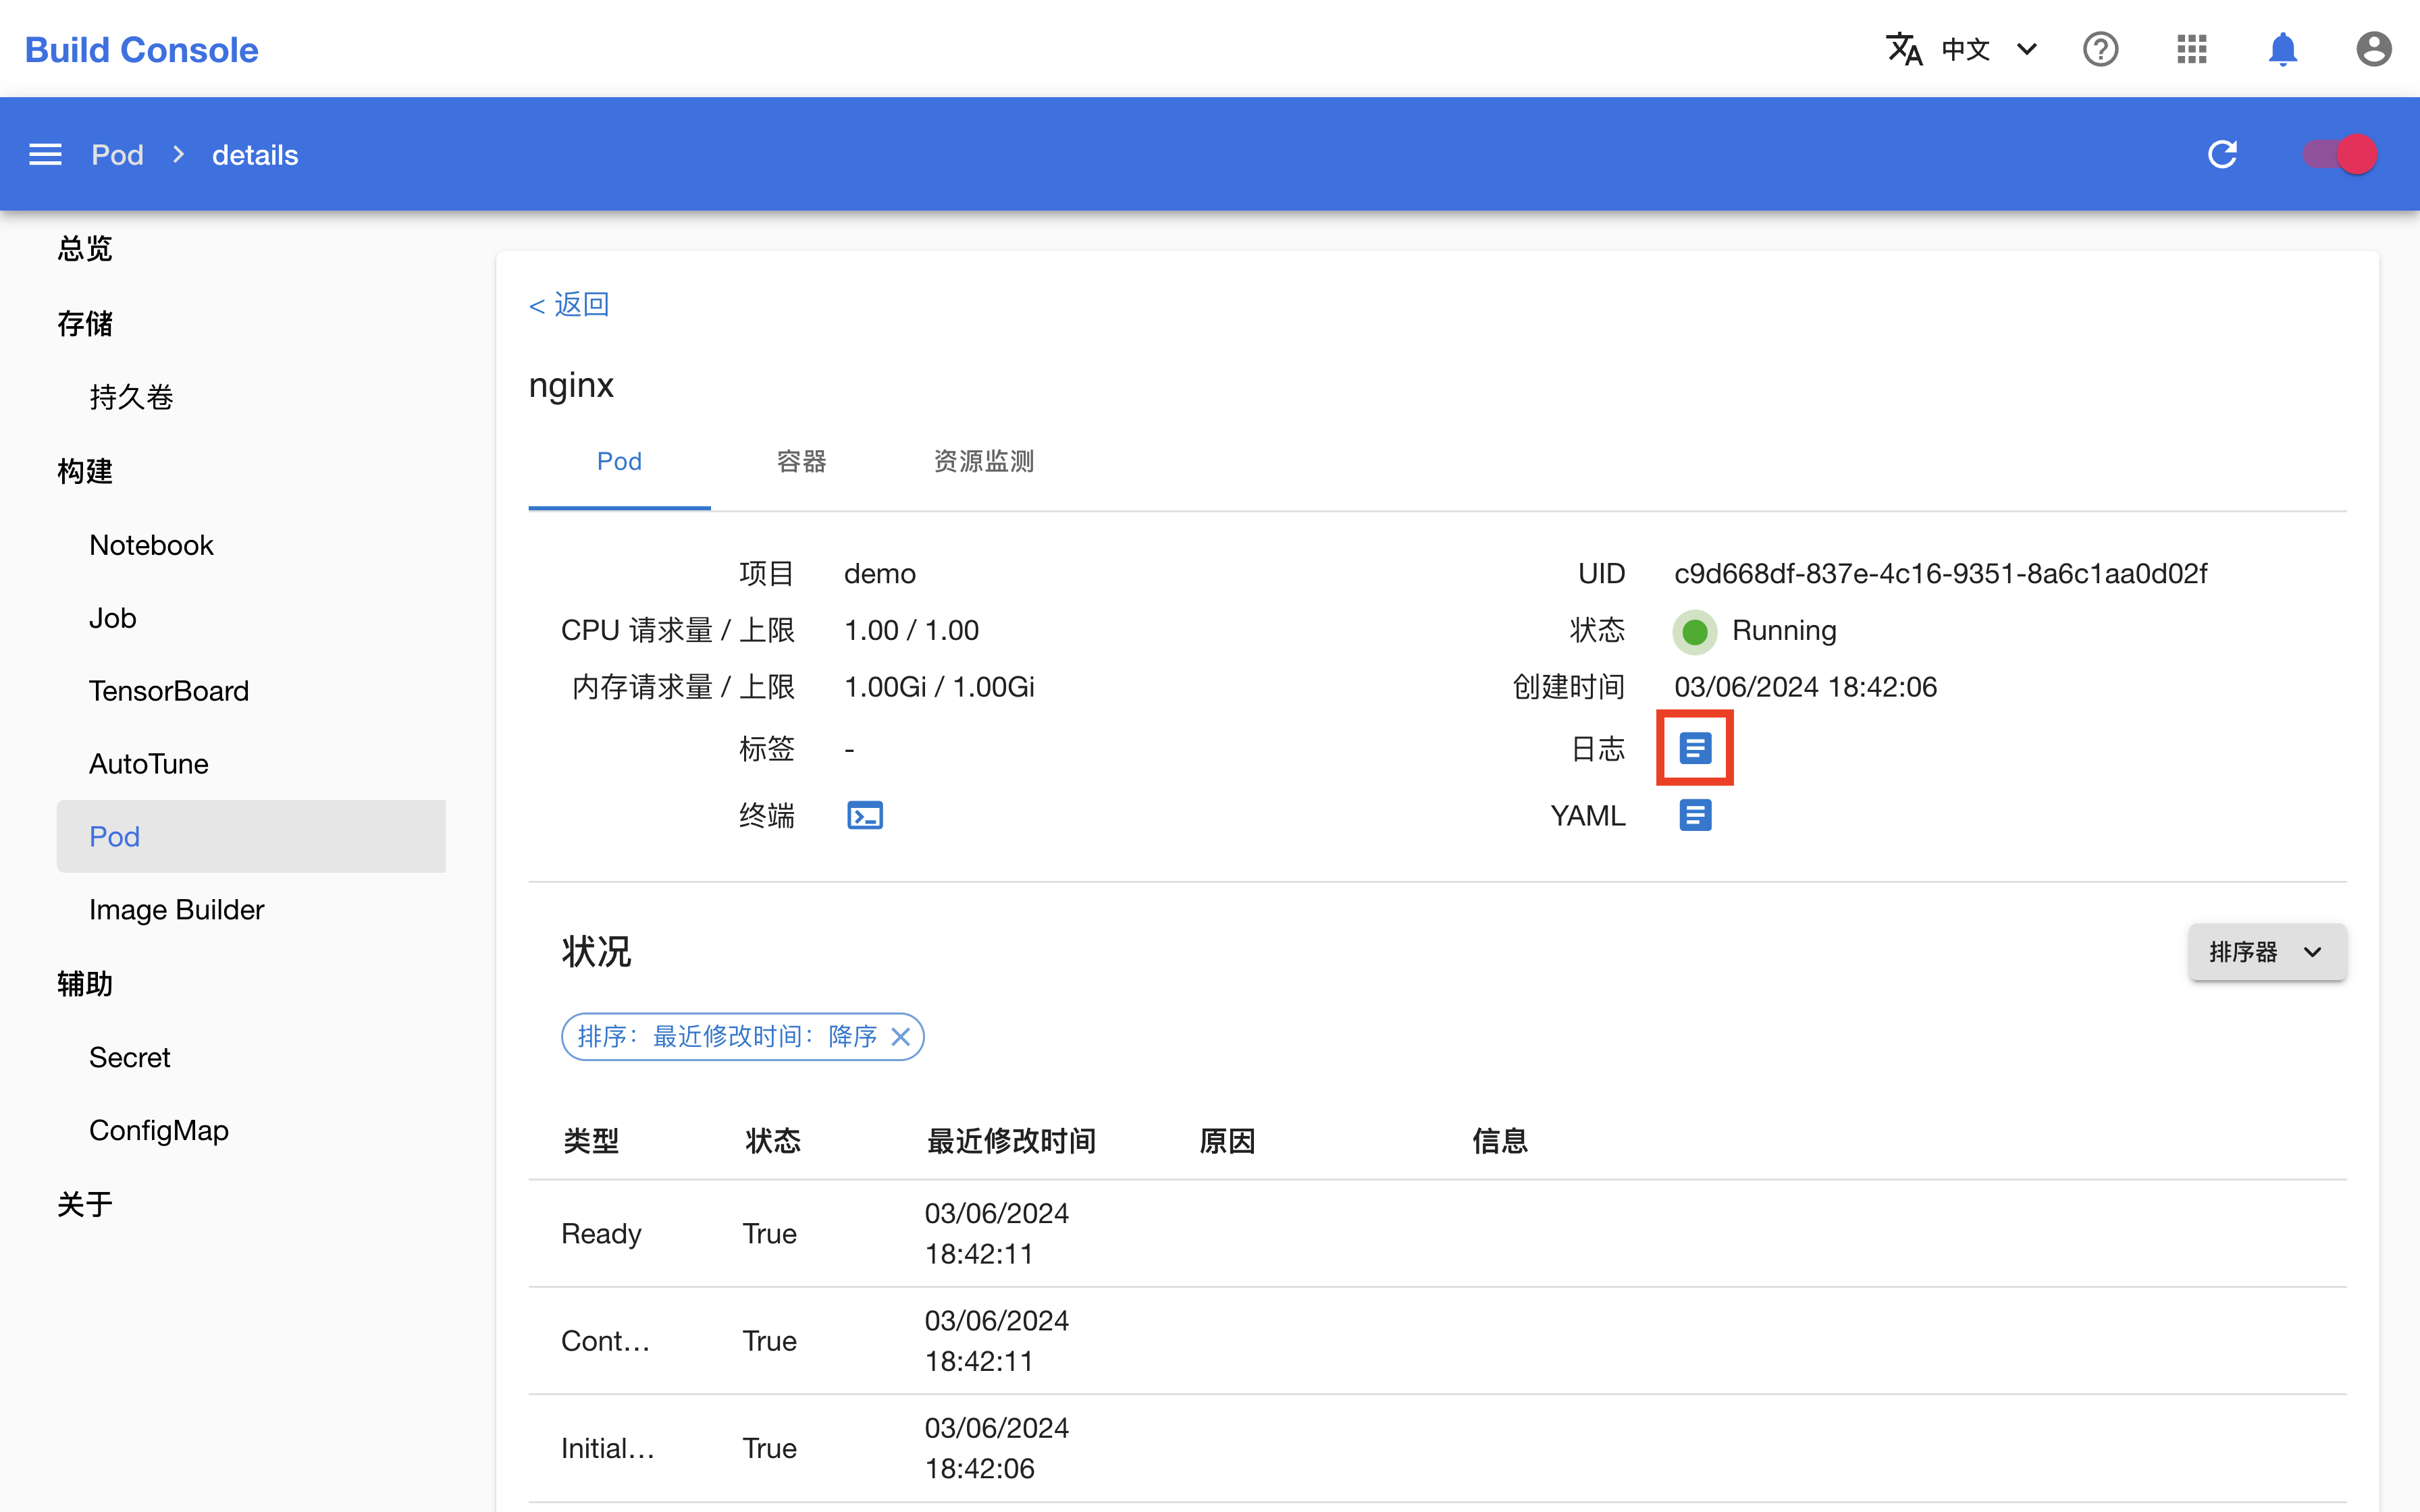 Build Console
中文
Pod > details
总览
存储
持久卷
构建
Notebook
Job
TensorBoard
AutoTune
Pod
Image Builder
辅助
Secret
ConfigMap
关于
< 返回
nginx
Pod 容器 资源监测
项目 demo
UID c9d668df-837e-4c16-9351-8a6c1aa0d02f
CPU 请求量 / 上限 1.00 / 1.00
状态 Running
内存请求量 / 上限 1.00Gi / 1.00Gi
创建时间 03/06/2024 18:42:06
标签 -
日志
终端
YAML
状况
排序器
排序：最近修改时间：降序
类型 状态 最近修改时间 原因 信息
Ready True 03/06/2024
18:42:11
Cont… True 03/06/2024
18:42:11
Initial… True 03/06/2024
18:42:06